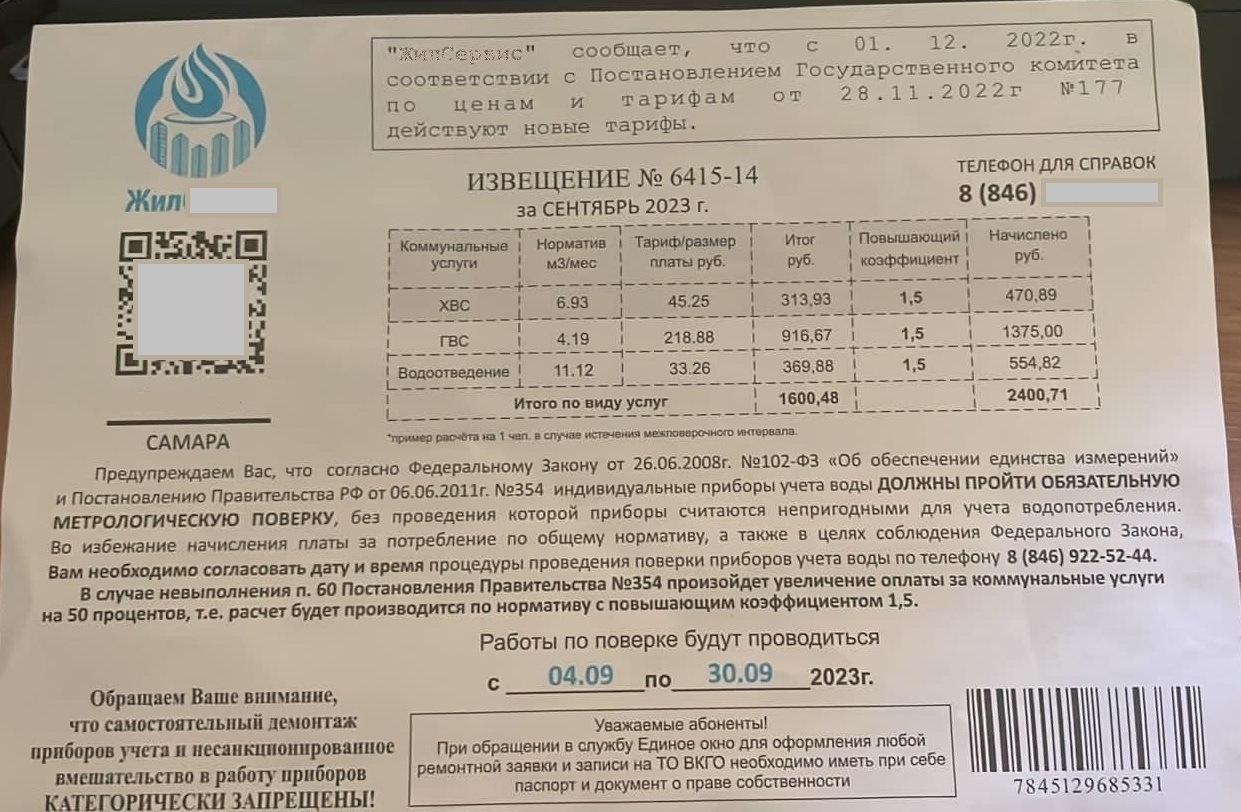 "ЖилСервис" сообщает, что с 01. 12. 2022г. в
соответствии с Постановлением Государственного комитета
по ценам и тарифам от 28.11.2022г №177
действуют новые тарифы.
Жил
ИЗВЕЩЕНИЕ № 6415-14
за СЕНТЯБРЬ 2023 г.
ТЕЛЕФОН ДЛЯ СПРАВОК
8 (846)
Коммунальные услуги Норматив м3/мес Тариф/размер платы руб. Итог руб. Повышающий коэффициент Начислено руб.
ХВС 6.93 45.25 313,93 1,5 470,89
ГВС 4.19 218.88 916,67 1,5 1375,00
Водоотведение 11.12 33.26 369,88 1,5 554,82
Итого по виду услуг 1600,48 2400,71
*пример расчёта на 1 чел. в случае истечения межповерочного интервала.
САМАРА
Предупреждаем Вас, что согласно Федеральному Закону от 26.06.2008г. №102-ФЗ «Об обеспечении единства измерений»
и Постановлению Правительства РФ от 06.06.2011г. №354 индивидуальные приборы учета воды ДОЛЖНЫ ПРОЙТИ ОБЯЗАТЕЛЬНУЮ
МЕТРОЛОГИЧЕСКУЮ ПОВЕРКУ, без проведения которой приборы считаются непригодными для учета водопотребления.
Во избежание начисления платы за потребление по общему нормативу, а также в целях соблюдения Федерального Закона,
Вам необходимо согласовать дату и время процедуры проведения поверки приборов учета воды по телефону 8 (846) 922-52-44.
В случае невыполнения п. 60 Постановления Правительства №354 произойдет увеличение оплаты за коммунальные услуги
на 50 процентов, т.е. расчет будет производится по нормативу с повышающим коэффициентом 1,5.
Работы по поверке будут проводиться
с 04.09 по 30.09 2023г.
Обращаем Ваше внимание,
что самостоятельный демонтаж
приборов учета и несанкционированное
вмешательство в работу приборов
КАТЕГОРИЧЕСКИ ЗАПРЕЩЕНЫ!
Уважаемые абоненты!
При обращении в службу Единое окно для оформления любой
ремонтной заявки и записи на ТО ВКГО необходимо иметь при себе
паспорт и документ о праве собственности
7845129685331